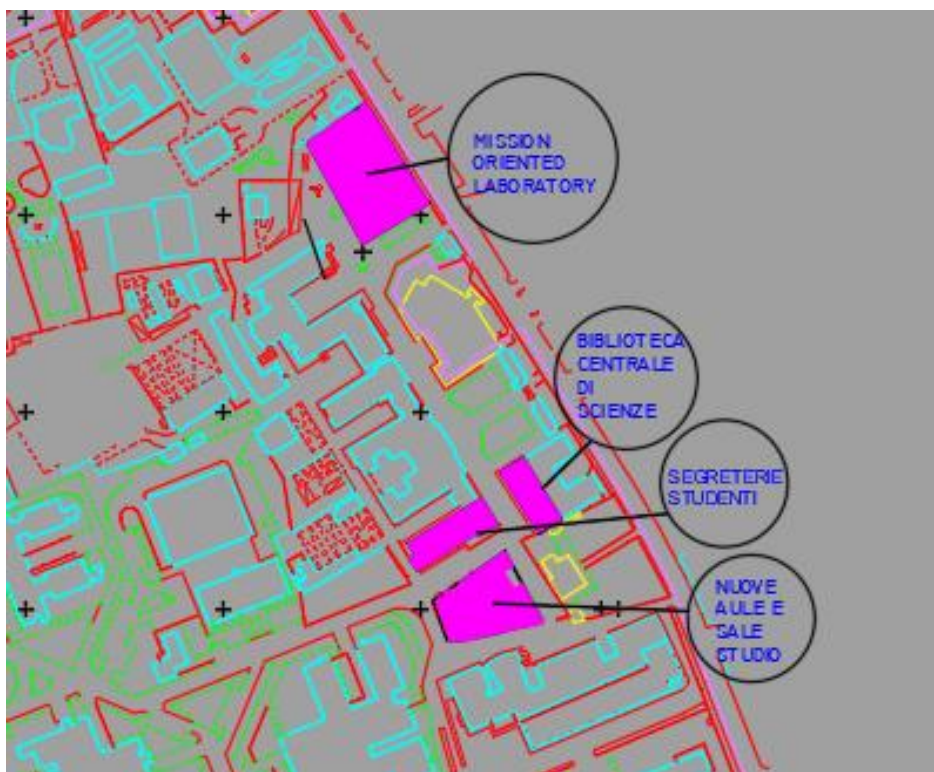 MISSION
ORIENTED
LABORATORY
BIBLIOTECA
CENTRALE
DI
SCIENZE
SEGRETERIE
STUDENTI
NUOVE
AULE E
SALE
STUDIO